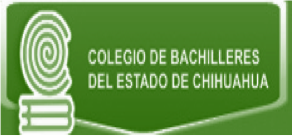 COLEGIO DE BACHILLERES
DEL ESTADO DE CHIHUAHUA